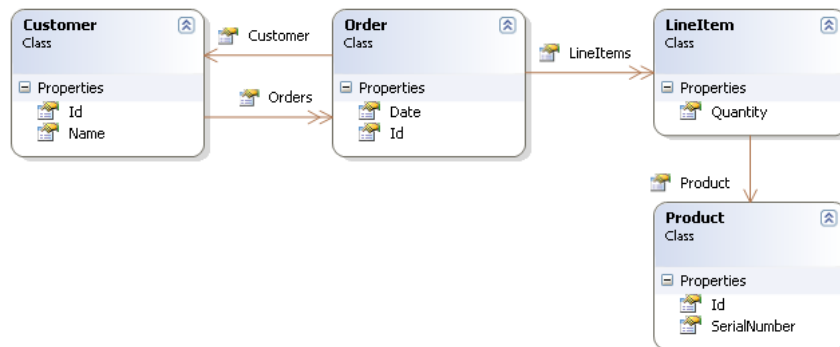 Customer
Class
Properties
Id
Name
Customer
Orders
Order
Class
Properties
Date
Id
LineItems
LineItem
Class
Properties
Quantity
Product
Product
Class
Properties
Id
SerialNumber